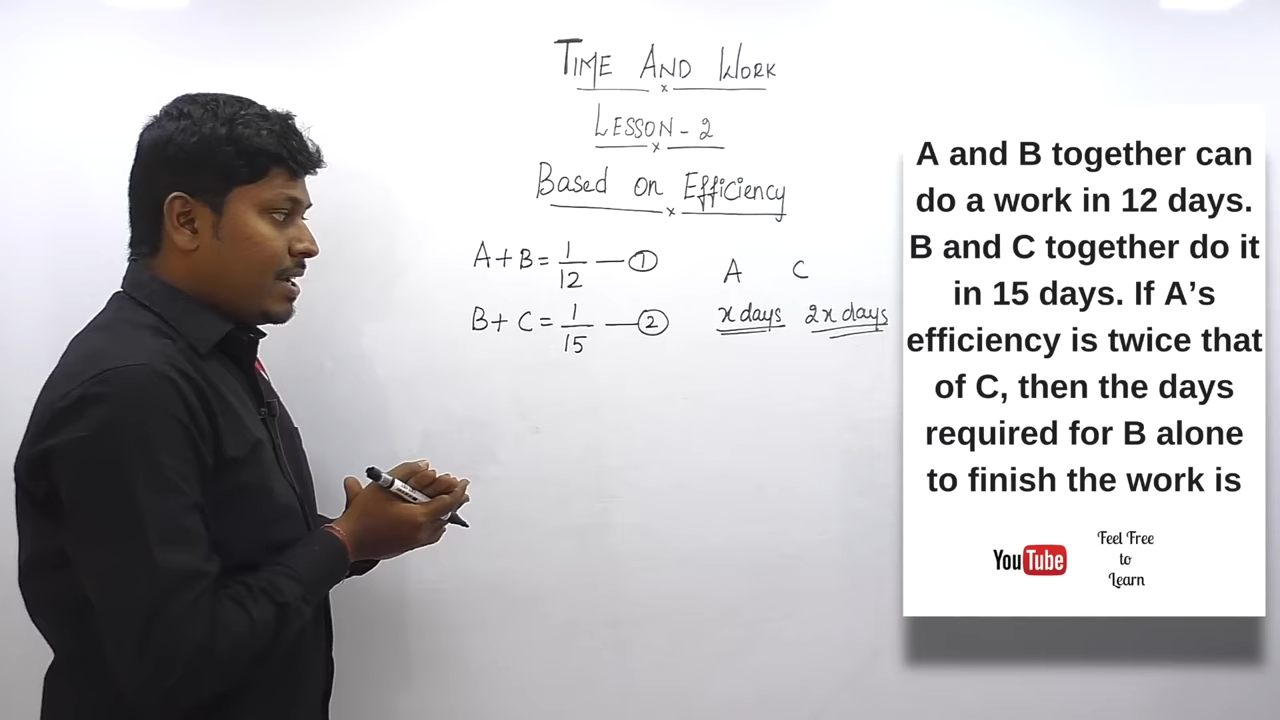 TIME AND WORK
x
LESSON - 2
x
Based on Efficiency
x
A+B = 1/12 — ①
B+C = 1/15 — ②
A C
x days 2x days
A and B together can
do a work in 12 days.
B and C together do it
in 15 days. If A’s
efficiency is twice that
of C, then the days
required for B alone
to finish the work is
YouTube
Feel Free
to
Learn